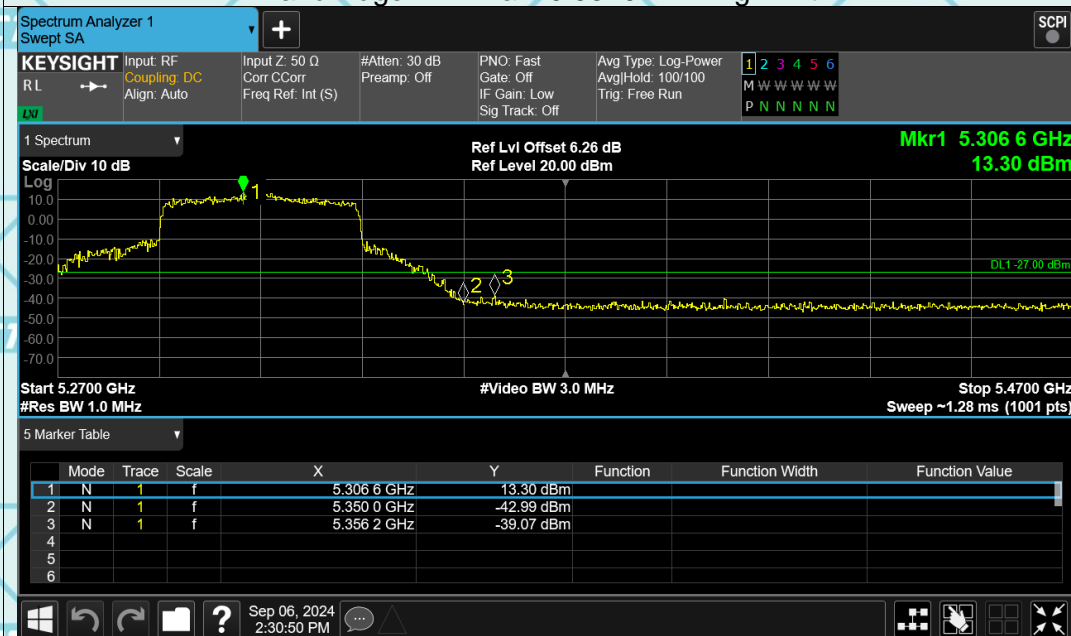 Spectrum Analyzer 1
Swept SA
+
SCPI
KEYSIGHT
RL
LXI
Input: RF
Coupling: DC
Align: Auto
Input Z: 50 Ω
Corr CCorr
Freq Ref: Int (S)
#Atten: 30 dB
Preamp: Off
PNO: Fast
Gate: Off
IF Gain: Low
Sig Track: Off
Avg Type: Log-Power
Avg|Hold: 100/100
Trig: Free Run
1 2 3 4 5 6
M W W W W W
P N N N N N
1 Spectrum
Scale/Div 10 dB
Ref Lvl Offset 6.26 dB
Ref Level 20.00 dBm
Mkr1 5.306 6 GHz
13.30 dBm
Log
10.0
0.00
-10.0
-20.0
-30.0
-40.0
-50.0
-60.0
-70.0
1
2
3
DL1 -27.00 dBm
Start 5.2700 GHz
#Video BW 3.0 MHz
Stop 5.4700 GHz
#Res BW 1.0 MHz
Sweep ~1.28 ms (1001 pts)
5 Marker Table
Mode Trace Scale X Y Function Function Width Function Value
1 N 1 f 5.306 6 GHz 13.30 dBm
2 N 1 f 5.350 0 GHz -42.99 dBm
3 N 1 f 5.356 2 GHz -39.07 dBm
4
5
6
?
Sep 06, 2024
2:30:50 PM